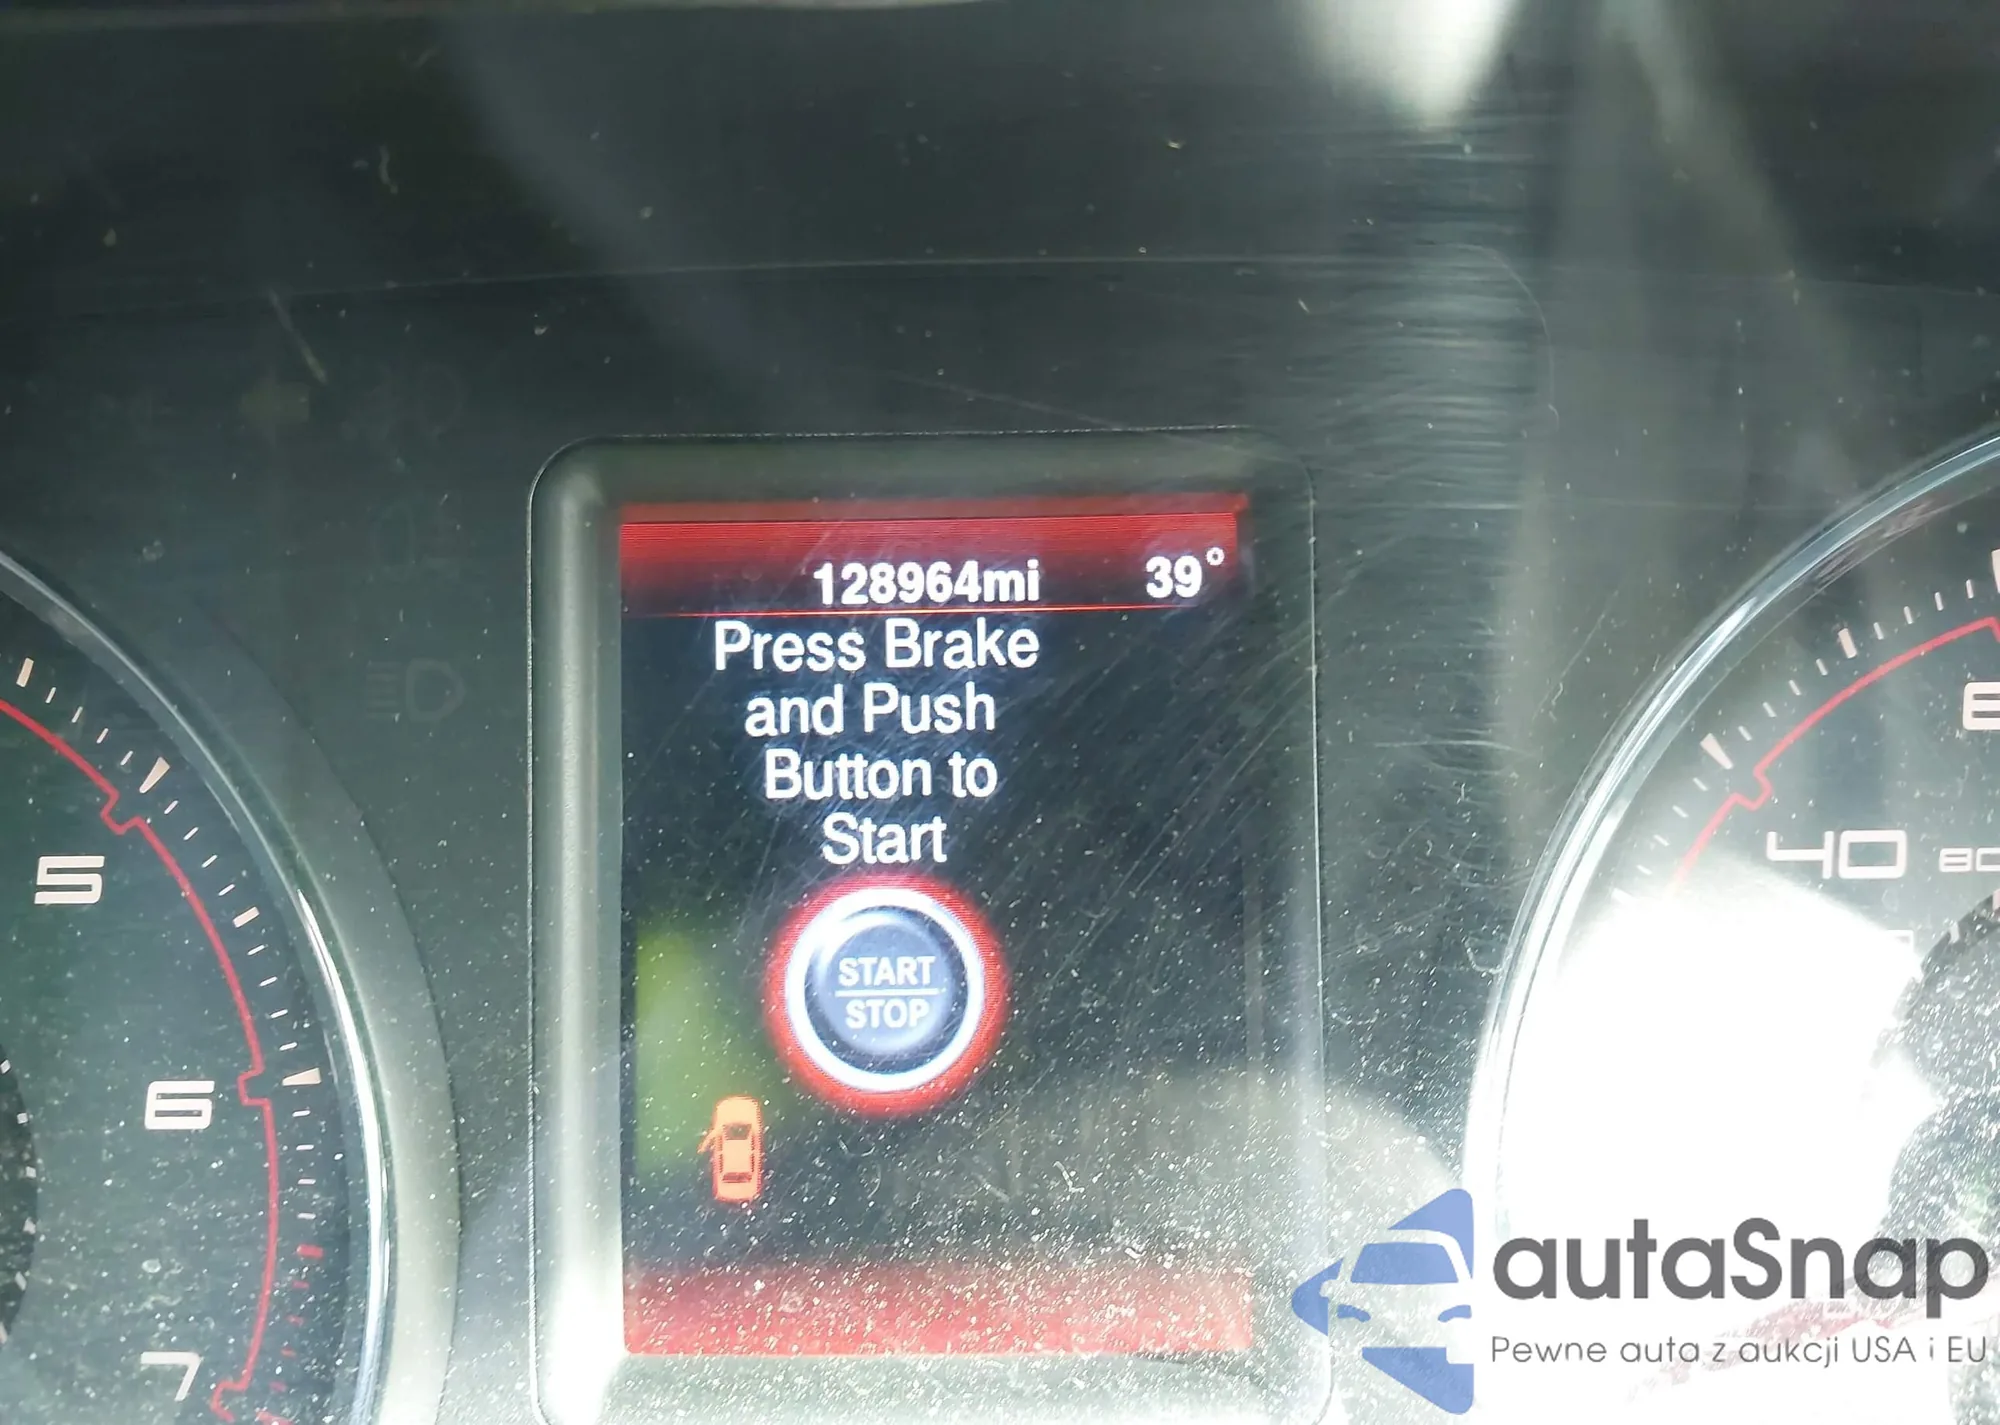 128964mi 39°
Press Brake
and Push
Button to
Start
START
STOP
5
6
7
40 80
autaSnap
Pewne auta z aukcji USA i EU